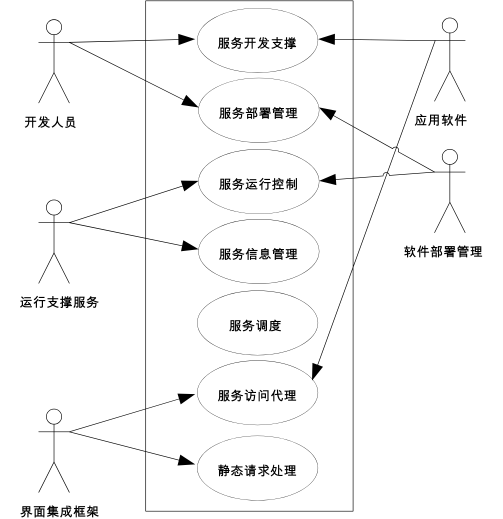 服务开发支撑
开发人员
服务部署管理
应用软件
服务运行控制
服务信息管理
软件部署管理
运行支撑服务
服务调度
服务访问代理
静态请求处理
界面集成框架